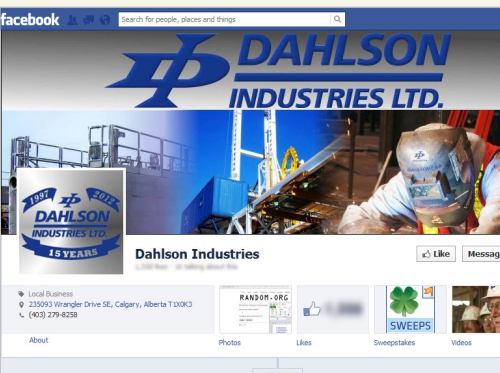 facebook
Search for people, places and things
DAHLSON
INDUSTRIES LTD.
1997 2012
DAHLSON
INDUSTRIES LTD.
15 YEARS
Dahlson Industries
Like
Messag
Local Business
235093 Wrangler Drive SE, Calgary, Alberta T1X0K3
(403) 279-8258
About
RANDOM.ORG
SWEEPS
Photos
Likes
Sweepstakes
Videos